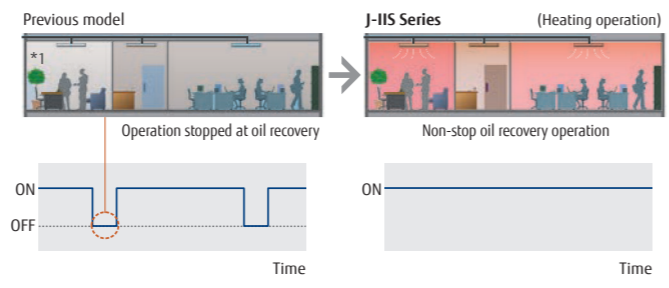 Previous model
J-IIS Series
(Heating operation)
*1
Operation stopped at oil recovery
Non-stop oil recovery operation
ON
OFF
Time
ON
Time